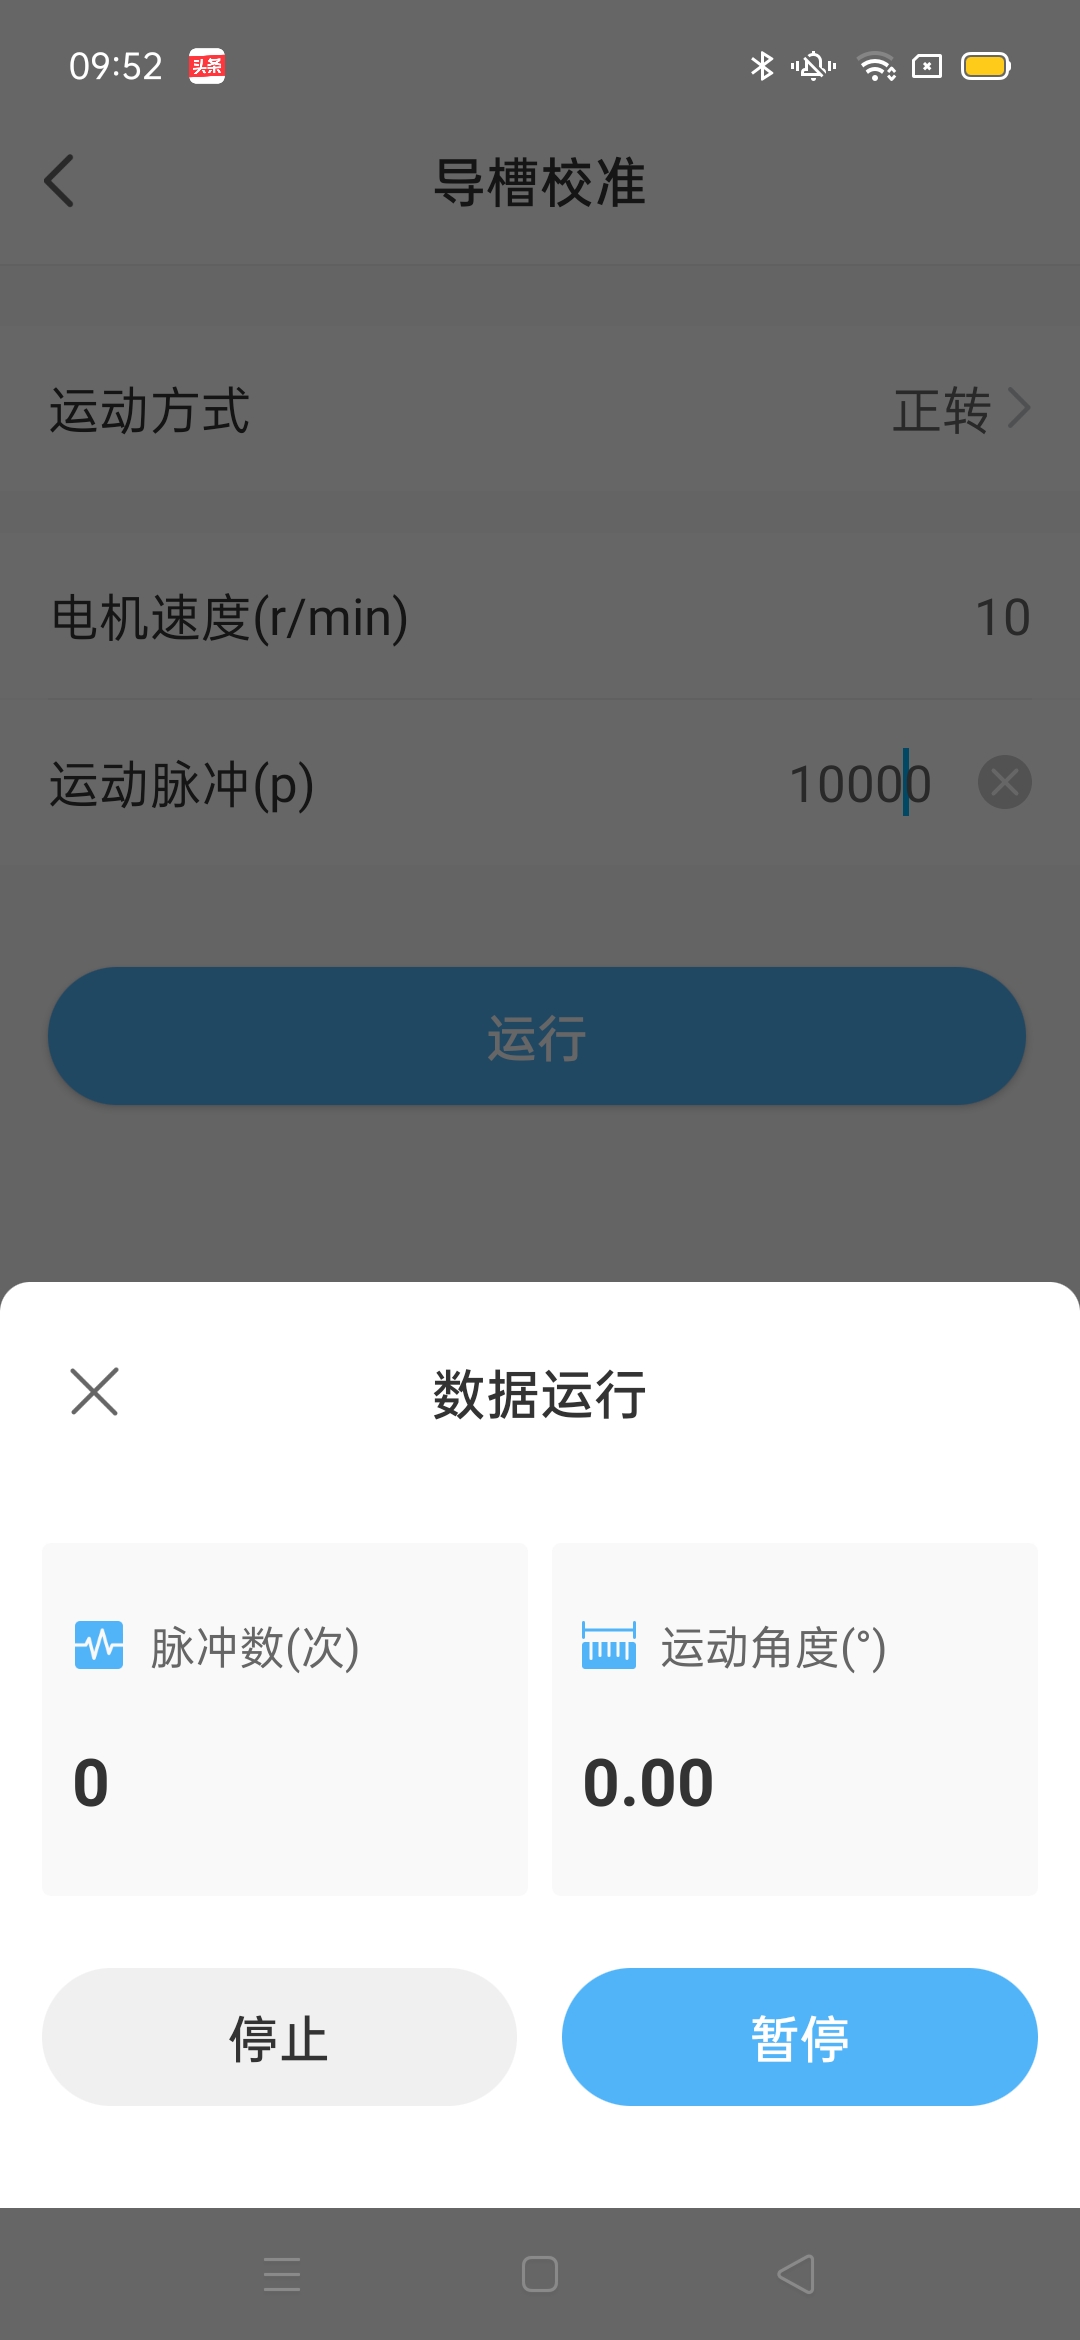 09:52 头条
导槽校准
运动方式 正转
电机速度(r/min) 10
运动脉冲(p) 10000
运行
数据运行
脉冲数(次) 运动角度(°)
0 0.00
停止 暂停